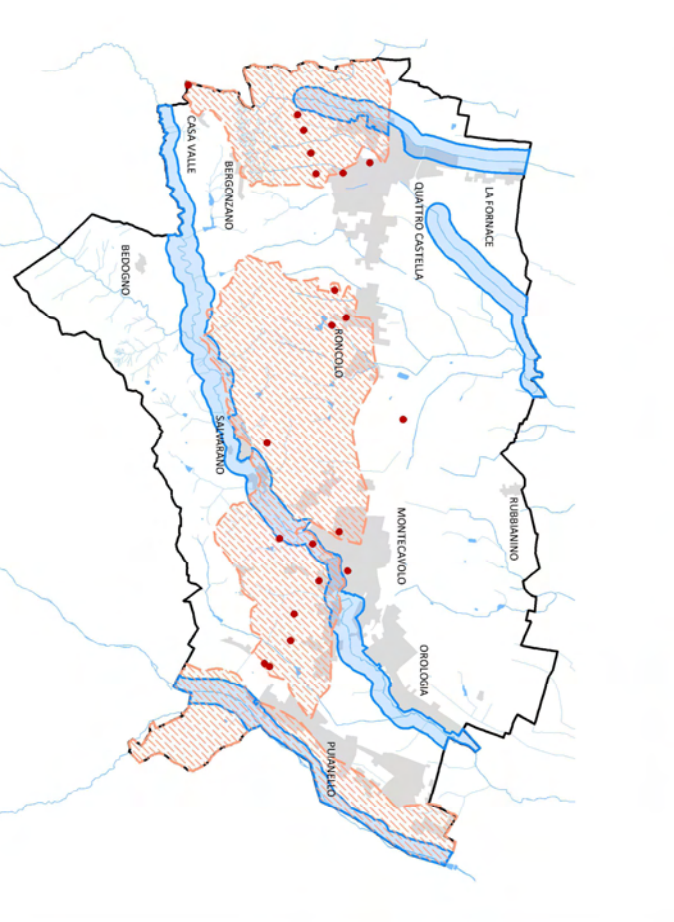 CASA VALLE
BERGONZANO
BEDOGNO
QUATTRO CASTELLA
LA FORNACE
RONCOLO
SALVARANO
MONTECAVOLO
RUBBIANINO
OROLOGIA
PUIANELLO